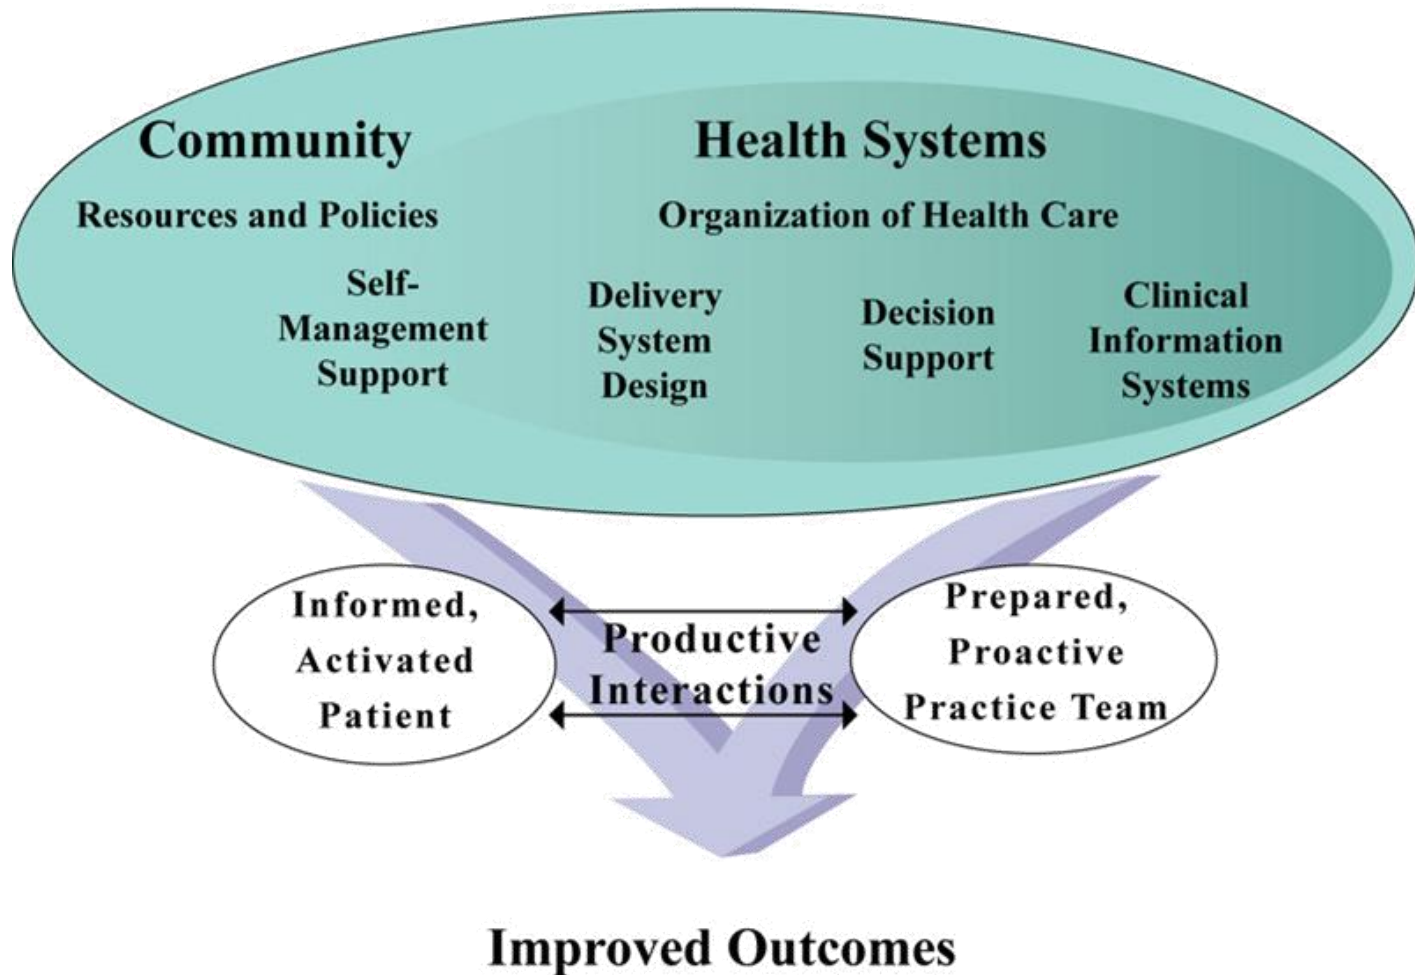 Community
Health Systems
Resources and Policies
Organization of Health Care
Self-
Management
Support
Delivery
System
Design
Decision
Support
Clinical
Information
Systems
Informed,
Activated
Patient
Productive
Interactions
Prepared,
Proactive
Practice Team
Improved Outcomes